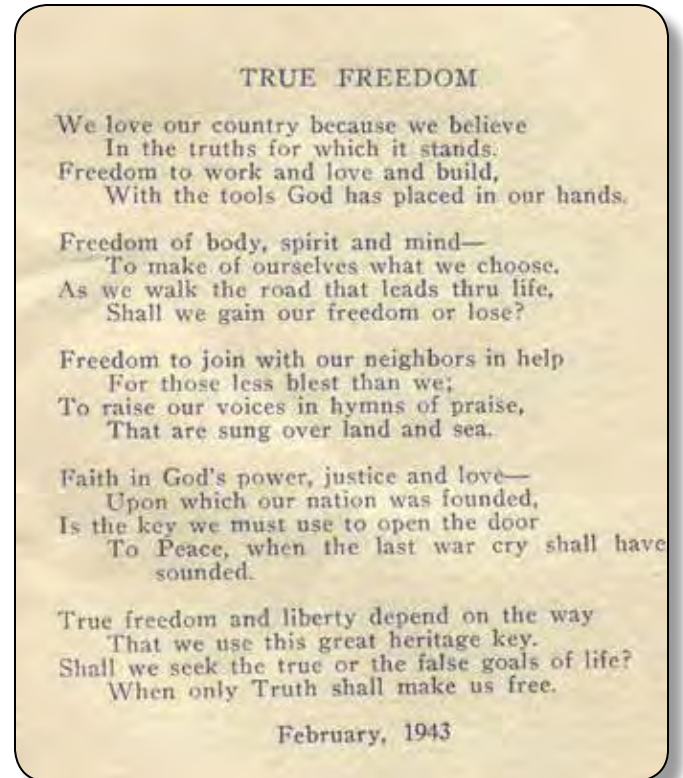 TRUE FREEDOM
We love our country because we believe
In the truths for which it stands.
Freedom to work and love and build,
With the tools God has placed in our hands.
Freedom of body, spirit and mind—
To make of ourselves what we choose.
As we walk the road that leads thru life,
Shall we gain our freedom or lose?
Freedom to join with our neighbors in help
For those less blest than we;
To raise our voices in hymns of praise,
That are sung over land and sea.
Faith in God's power, justice and love—
Upon which our nation was founded,
Is the key we must use to open the door
To Peace, when the last war cry shall have
sounded.
True freedom and liberty depend on the way
That we use this great heritage key.
Shall we seek the true or the false goals of life?
When only Truth shall make us free.
February, 1943